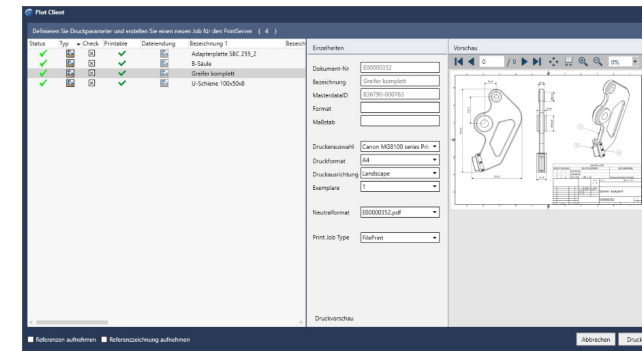 Plot Client
Definieren Sie Druckparameter und erstellen Sie einen neuen Job für den PrintServer ( 4 )
Status Typ Check Printable Dateiendung Bezeichnung 1 Bezeich
Adapterplatte SBC 255_2
B-Säule
Greifer komplett
U-Schiene 100x50x8
Einzelheiten
Dokument-Nr E00000352
Bezeichnung Greifer komplett
MasterdataID 836790-000763
Format
Maßstab
Druckerauswahl Canon MG8100 series Pri
Druckformat A4
Druckausrichtung Landscape
Exemplare 1
Neutralformat E00000352.pdf
Print Job Type FilePrint
Druckvorschau
Vorschau
0 / 0 0%
Greifer komplett
E00000352
Referenzen aufnehmen Referenzzeichnung aufnehmen
Abbrechen Druck